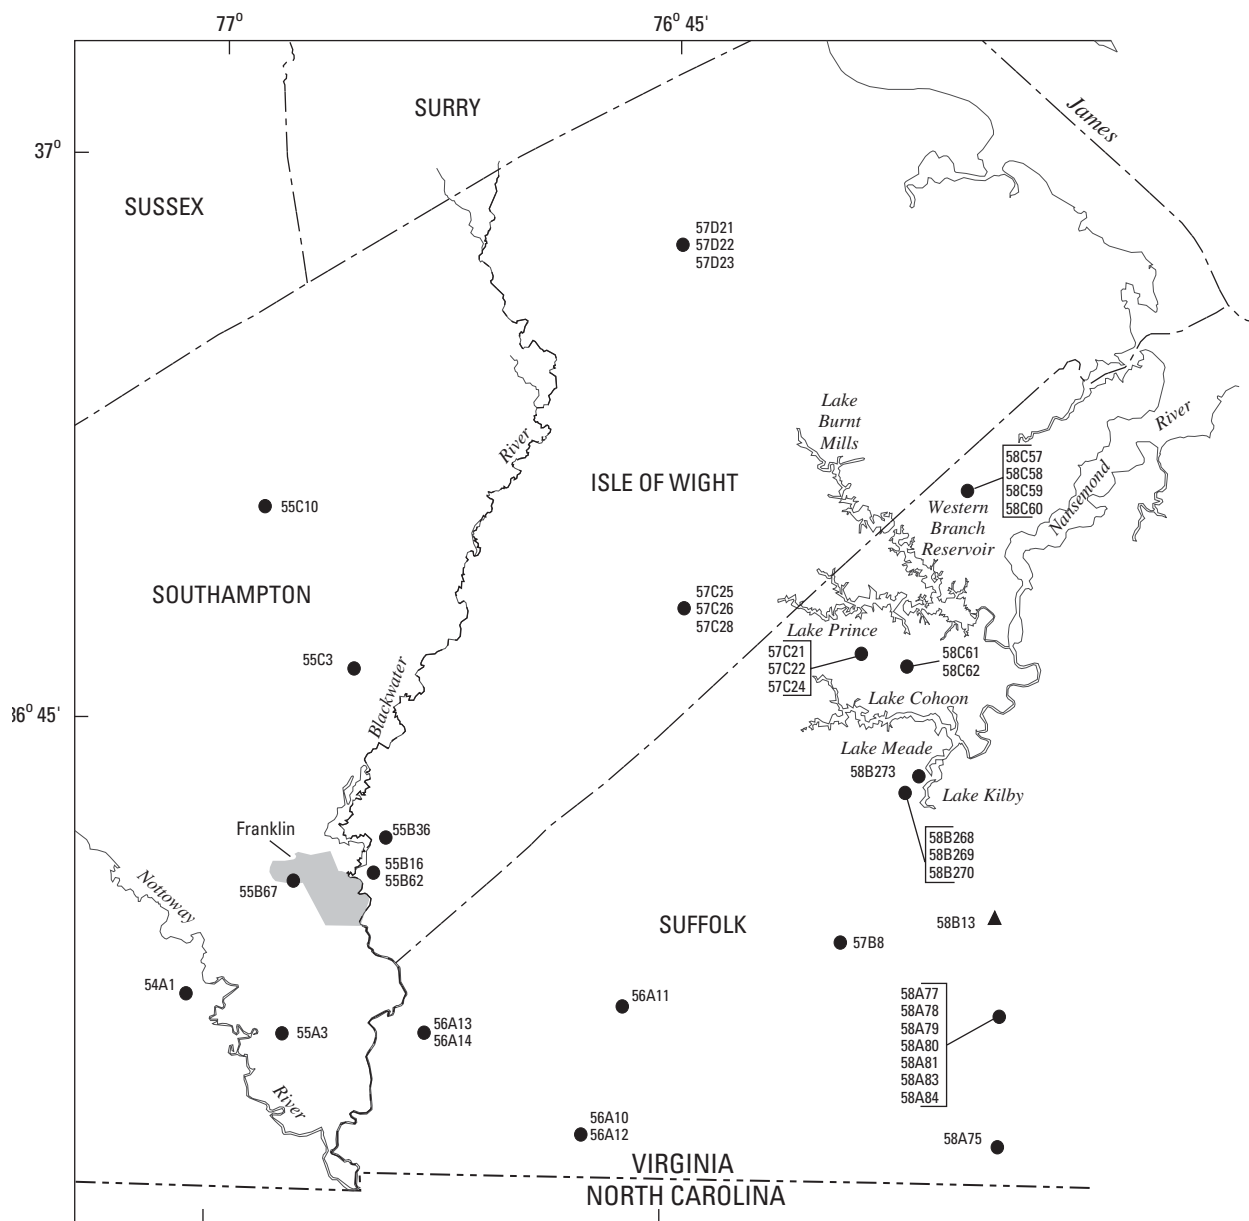 77°
76° 45'
SURRY
James
37°
SUSSEX
57D21
57D22
57D23
Lake
Burnt
Mills
River
River
58C57
58C58
58C59
58C60
ISLE OF WIGHT
55C10
Western
Branch
Reservoir
Nansemond
SOUTHAMPTON
57C25
57C26
57C28
Lake Prince
57C21
57C22
57C24
58C61
58C62
55C3
Blackwater
Lake Cohoon
36° 45'
Lake Meade
58B273
Lake Kilby
Franklin
55B36
58B268
58B269
58B270
55B16
55B62
55B67
Nottoway
SUFFOLK
58B13
57B8
54A1
56A11
58A77
58A78
58A79
58A80
58A81
58A83
58A84
55A3
56A13
56A14
River
56A10
56A12
58A75
VIRGINIA
NORTH CAROLINA